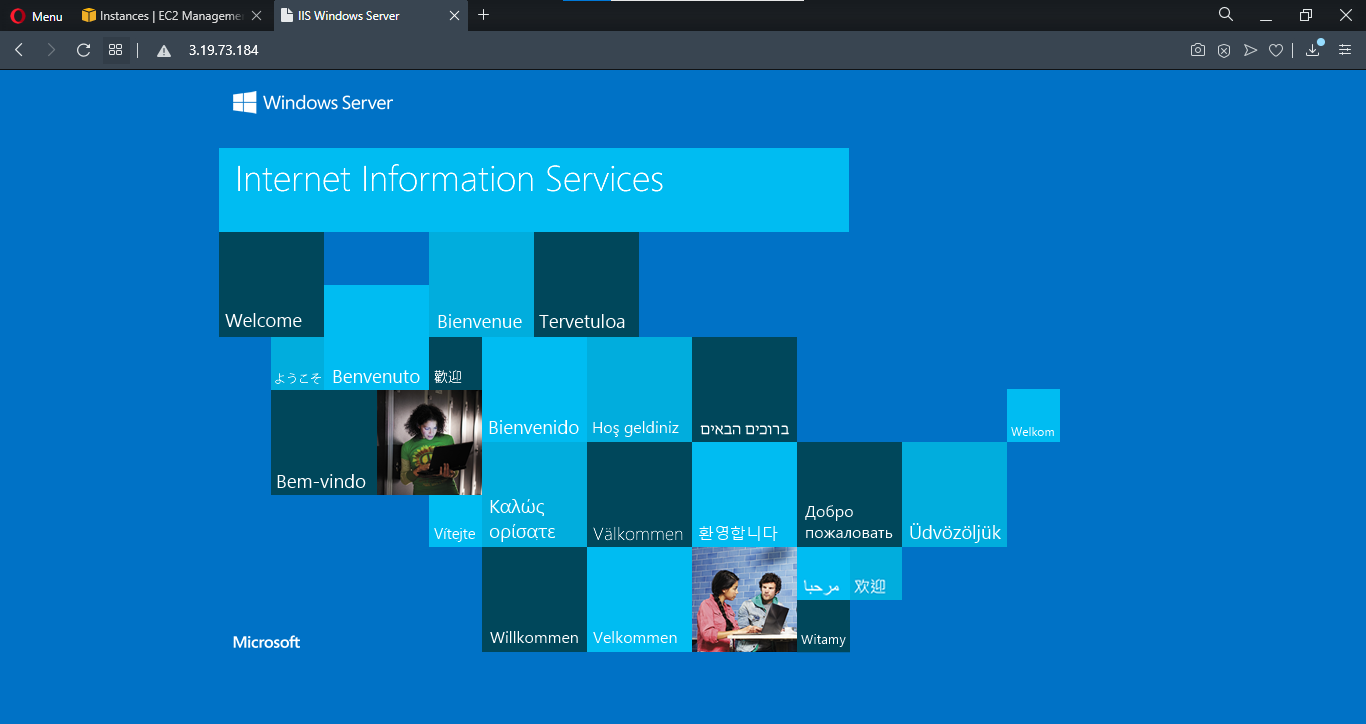 Menu
Instances | EC2 Manageme
IIS Windows Server
3.19.73.184
Windows Server
Internet Information Services
Welcome
Bienvenue
Tervetuloa
ようこそ
Benvenuto
歡迎
Bienvenido
Hoş geldiniz
ברוכים הבאים
Welkom
Bem-vindo
Vítejte
Καλώς
ορίσατε
Välkommen
환영합니다
Добро
пожаловать
Üdvözöljük
Willkommen
Velkommen
مرحبا
欢迎
Witamy
Microsoft